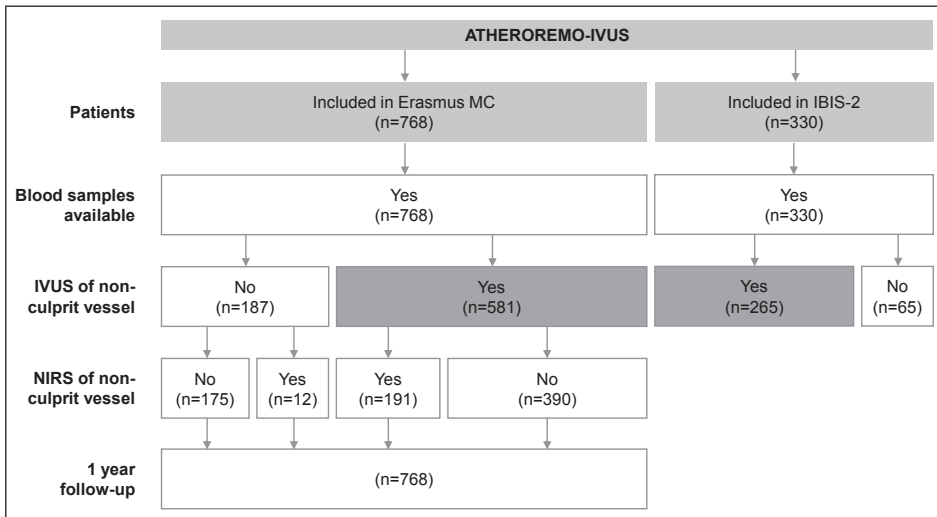 ATHEROREMO-IVUS
Patients
Included in Erasmus MC
(n=768)
Included in IBIS-2
(n=330)
Blood samples
available
Yes
(n=768)
Yes
(n=330)
IVUS of non-
culprit vessel
No
(n=187)
Yes
(n=581)
Yes
(n=265)
No
(n=65)
NIRS of non-
culprit vessel
No
(n=175)
Yes
(n=12)
Yes
(n=191)
No
(n=390)
1 year
follow-up
(n=768)